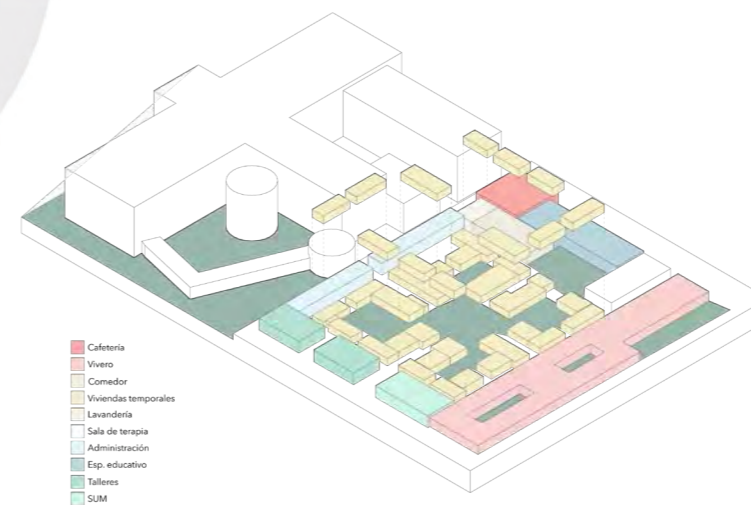 Cafetería
Vivero
Comedor
Viviendas temporales
Lavandería
Sala de terapia
Administración
Esp. educativo
Talleres
SUM